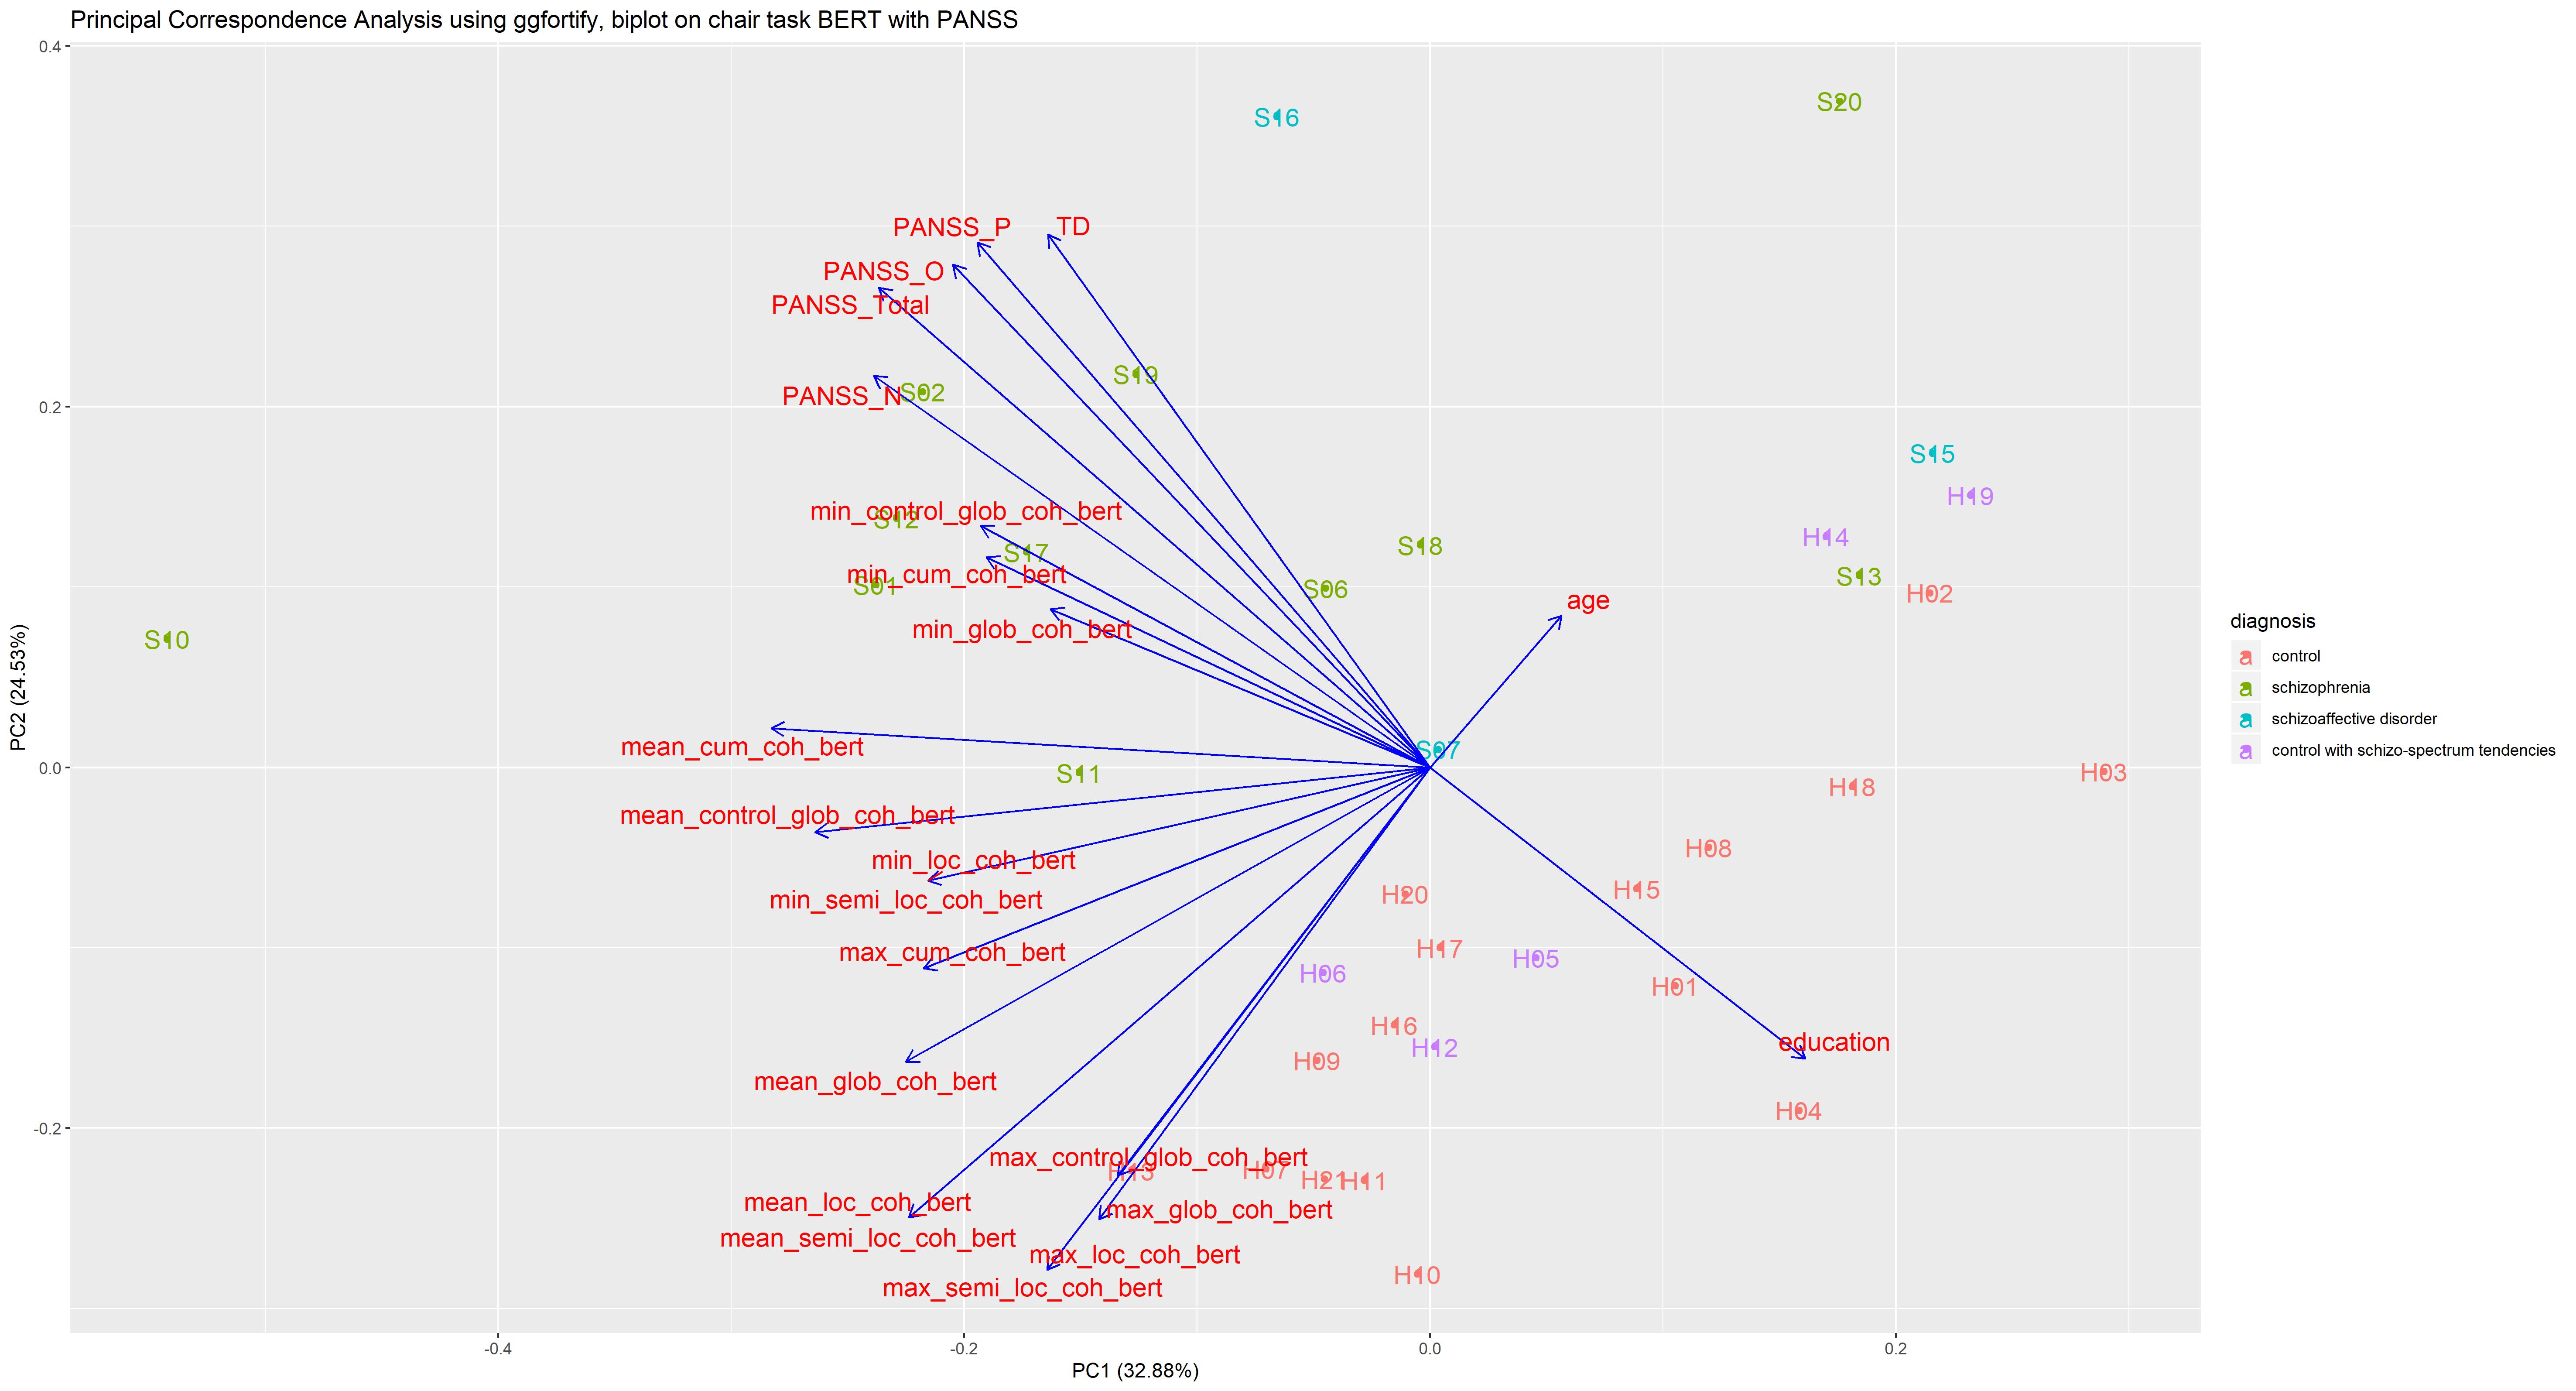 Principal Correspondence Analysis using ggfortify, biplot on chair task BERT with PANSS
0.4
S16
S20
PANSS_P
TD
PANSS_O
PANSS_Total
S19
0.2
PANSS_N
S02
S15
H19
min_control_glob_coh_bert
S12
H14
S18
S17
min_cum_coh_bert
S13
S01
S06
H02
age
min_glob_coh_bert
S10
diagnosis
a control
a schizophrenia
a schizoaffective disorder
a control with schizo-spectrum tendencies
PC2 (24.53%)
mean_cum_coh_bert
S07
0.0
S11
H03
H18
mean_control_glob_coh_bert
H08
min_loc_coh_bert
H15
H20
min_semi_loc_coh_bert
max_cum_coh_bert
H17
H05
H06
H01
H16
education
H12
H09
mean_glob_coh_bert
H04
-0.2
max_control_glob_coh_bert
H13
H07
H21
H11
mean_loc_coh_bert
max_glob_coh_bert
mean_semi_loc_coh_bert
max_loc_coh_bert
H10
max_semi_loc_coh_bert
-0.4
-0.2
0.0
0.2
PC1 (32.88%)